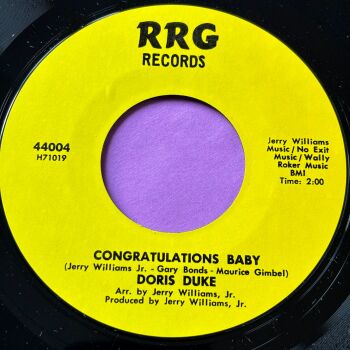 RRG
RECORDS
44004
H71019
Jerry Williams
Music/No Exit
Music/Wally
Roker Music
BMI
Time: 2:00
CONGRATULATIONS BABY
(Jerry Williams Jr. - Gary Bonds - Maurice Gimbel)
DORIS DUKE
Arr. by Jerry Williams, Jr.
Produced by Jerry Williams, Jr.